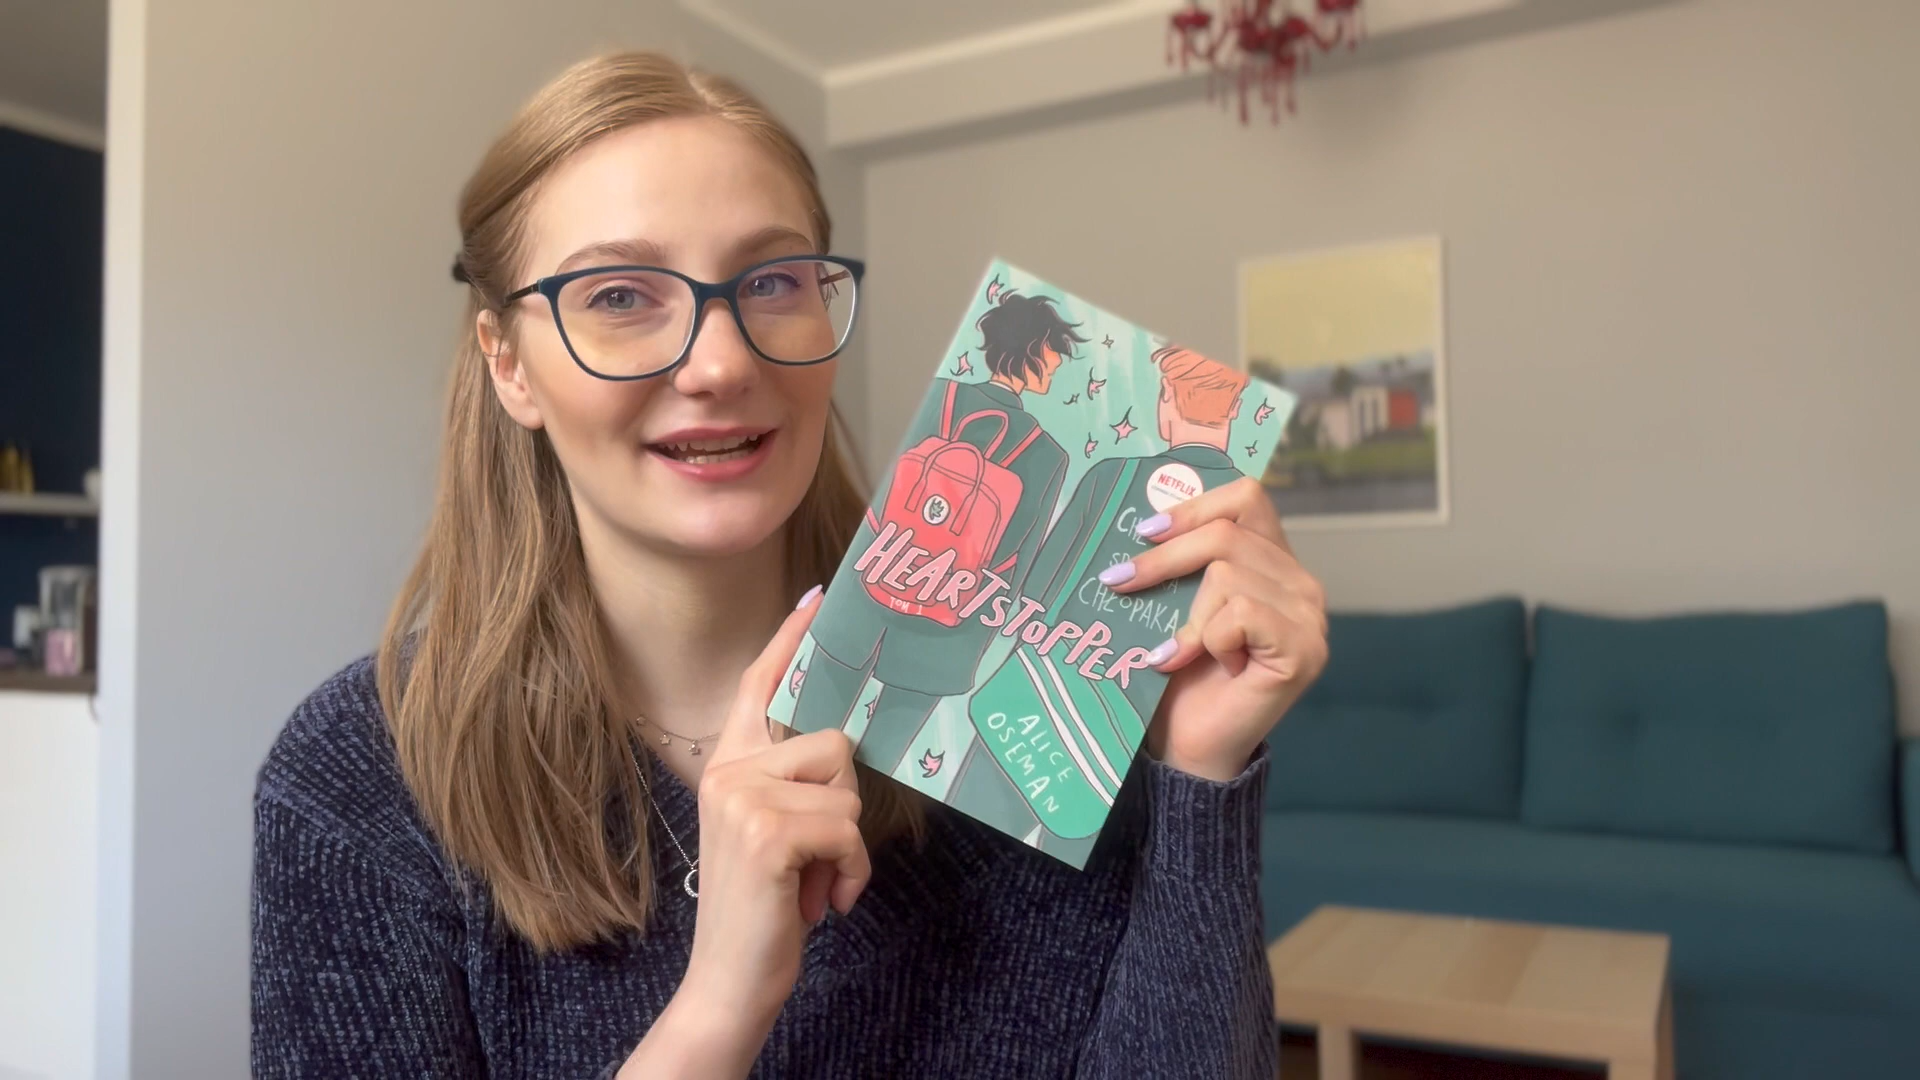 NETFLIX
CHŁOPAKA
HEARTSTOPPER
TOM 1
ALICE
OSEMAN